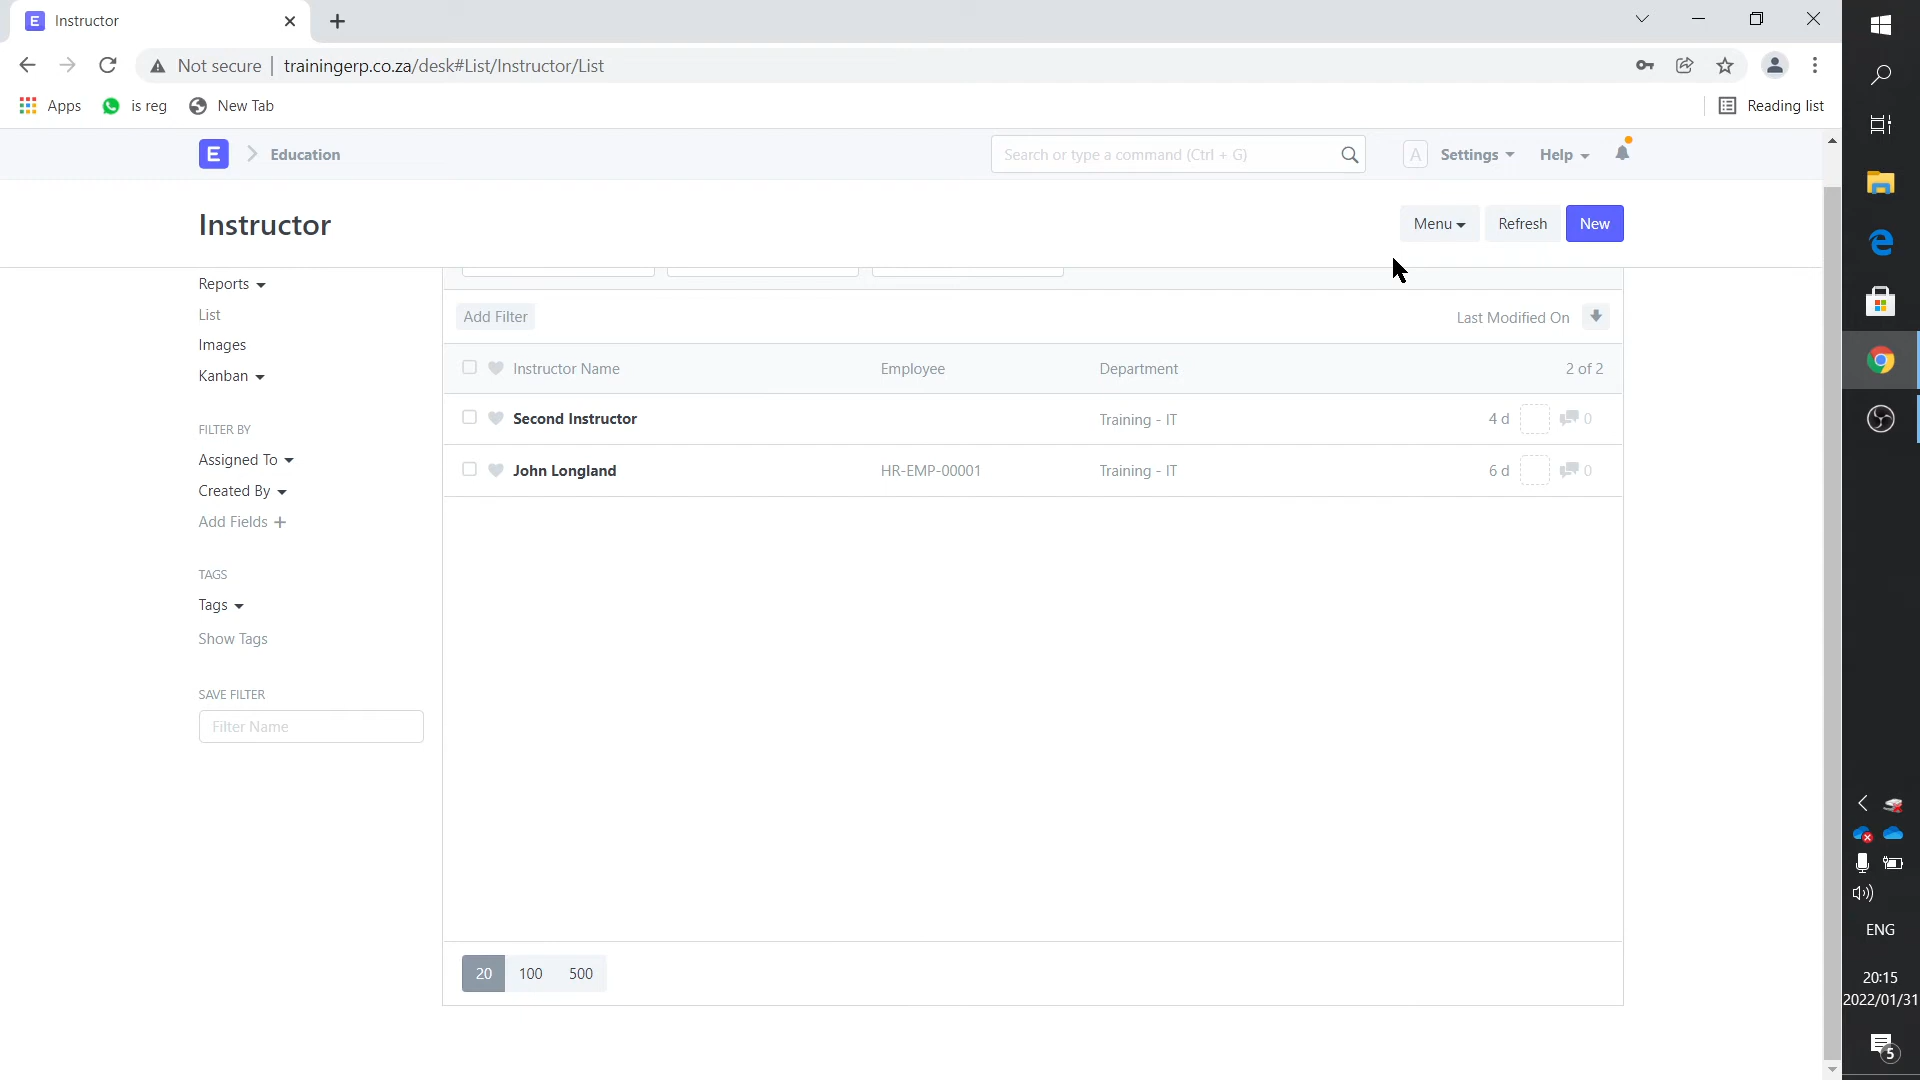 E Instructor
Not secure trainingerp.co.za/desk#List/Instructor/List
Apps is reg New Tab Reading list
E Education Search or type a command (Ctrl + G) A Settings Help
Instructor Menu Refresh New
Reports
List
Images
Kanban
FILTER BY
Assigned To
Created By
Add Fields
TAGS
Tags
Show Tags
SAVE FILTER
Filter Name
Add Filter Last Modified On
Instructor Name Employee Department 2 of 2
Second Instructor Training - IT 4 d 0
John Longland HR-EMP-00001 Training - IT 6 d 0
20 100 500
ENG
20:15
2022/01/31
5